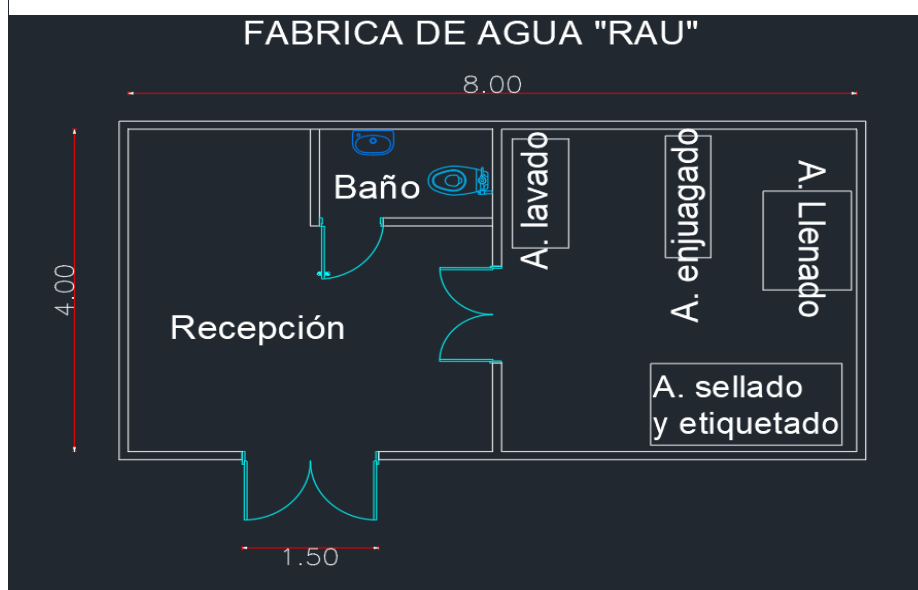 FABRICA DE AGUA "RAU"
8.00
4.00
Baño
A. lavado
A. enjuagado
A. Llenado
Recepción
A. sellado
y etiquetado
1.50